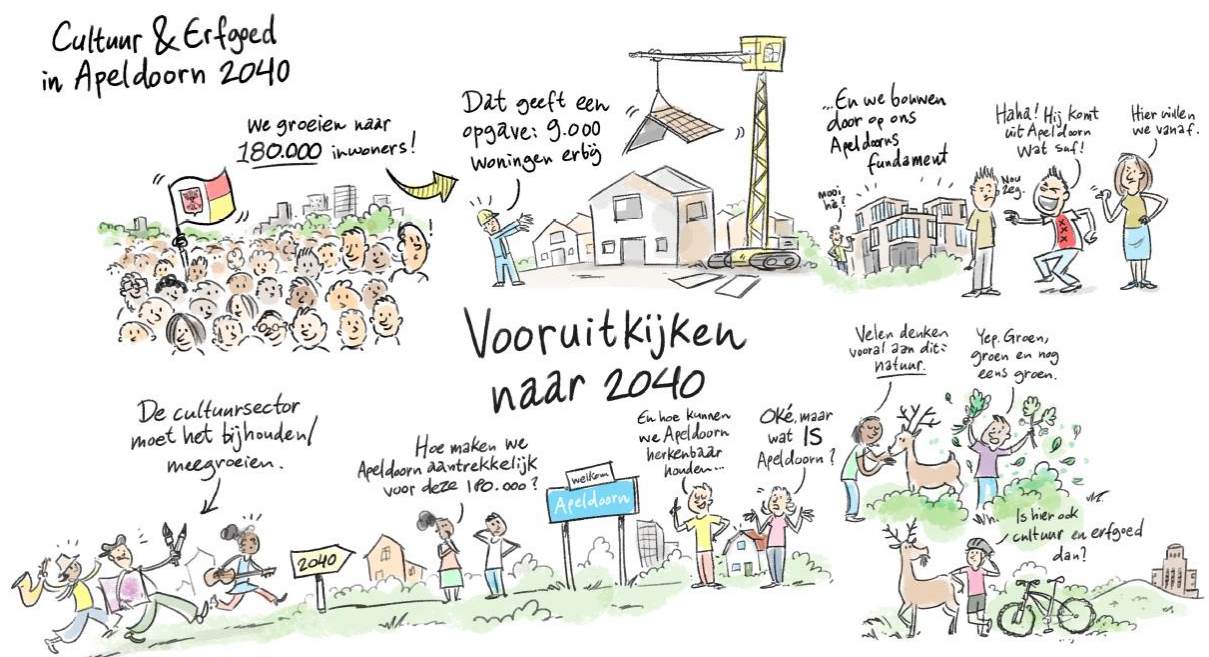 Cultuur & Erfgoed
in Apeldoorn 2040
We groeien naar
180.000 inwoners!
Dat geeft een
opgave: 9.000
woningen erbij
...En we bouwen
door op ons
Apeldoorns
fundament
Mooi
hè?
Nou
zeg.
Haha! Hij komt
uit Apeldoorn
Wat suf!
XXX
Hier willen
we vanaf.
Vooruitkijken
naar 2040
De cultuursector
moet het bijhouden/
meegroeien.
2040
Hoe maken we
Apeldoorn aantrekkelijk
voor deze 180.000?
welkom
Apeldoorn
En hoe kunnen
we Apeldoorn
herkenbaar
houden...
Oké, maar
wat IS
Apeldoorn?
Velen denken
vooral aan dit:
natuur.
Yep. Groen,
groen en nog
eens groen.
Is hier ook
cultuur en erfgoed
dan?